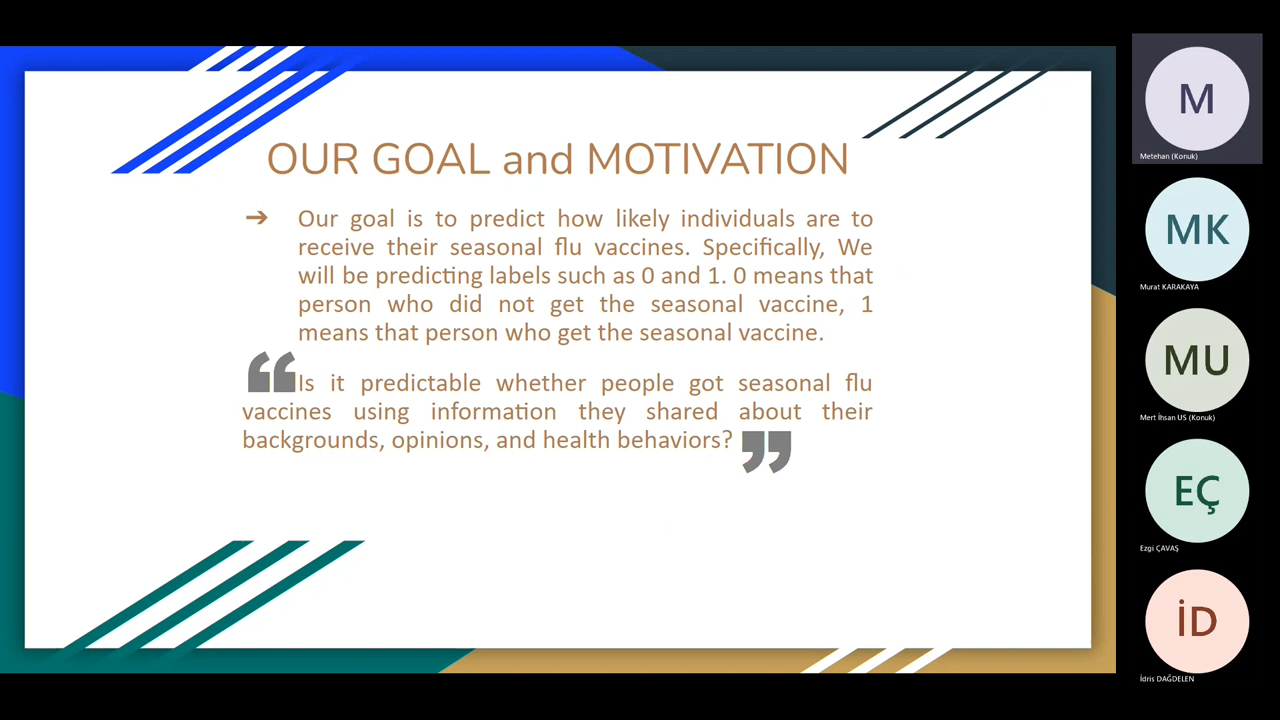 OUR GOAL and MOTIVATION
➔ Our goal is to predict how likely individuals are to
receive their seasonal flu vaccines. Specifically, We
will be predicting labels such as 0 and 1. 0 means that
person who did not get the seasonal vaccine, 1
means that person who get the seasonal vaccine.
❝Is it predictable whether people got seasonal flu
vaccines using information they shared about their
backgrounds, opinions, and health behaviors?❞
M
Metehan (Konuk)
MK
Murat KARAKAYA
MU
Mert İhsan US (Konuk)
EÇ
Ezgi ÇAVAŞ
İD
İdris DAĞDELEN